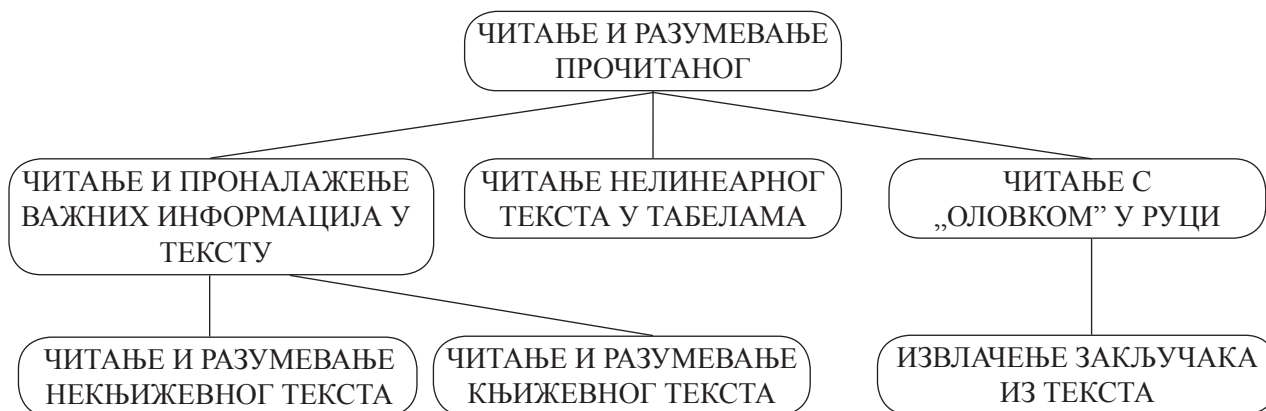 ЧИТАЊЕ И РАЗУМЕВАЊЕ
ПРОЧИТАНОГ
ЧИТАЊЕ И ПРОНАЛАЖЕЊЕ
ВАЖНИХ ИНФОРМАЦИЈА У
ТЕКСТУ
ЧИТАЊЕ НЕЛИНЕАРНОГ
ТЕКСТА У ТАБЕЛАМА
ЧИТАЊЕ С
„ОЛОВКОМ” У РУЦИ
ЧИТАЊЕ И РАЗУМЕВАЊЕ
НЕКЊИЖЕВНОГ ТЕКСТА
ЧИТАЊЕ И РАЗУМЕВАЊЕ
КЊИЖЕВНОГ ТЕКСТА
ИЗВЛАЧЕЊЕ ЗАКЉУЧАКА
ИЗ ТЕКСТА